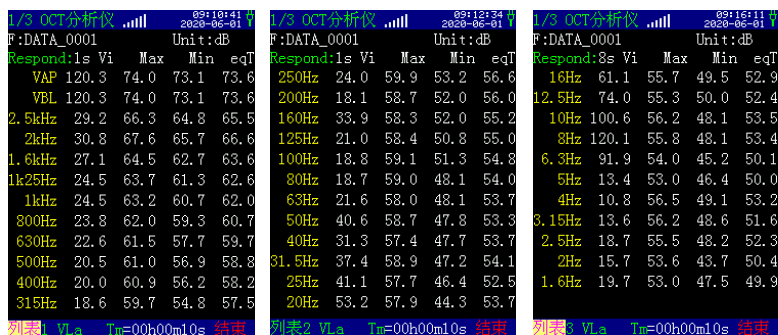 1/3 OCT分析仪 09:10:41
2020-06-01
F:DATA_0001 Unit:dB
Respond:1s Vi Max Min eqT
VAP 120.3 74.0 73.1 73.6
VBL 120.3 74.0 73.1 73.6
2.5kHz 29.2 66.3 64.8 65.5
2kHz 30.8 67.6 65.7 66.6
1.6kHz 27.1 64.5 62.7 63.6
1k25Hz 24.5 63.7 61.3 62.6
1kHz 24.5 63.2 60.7 62.0
800Hz 23.8 62.0 59.3 60.7
630Hz 22.6 61.5 57.7 59.7
500Hz 20.5 61.0 56.9 58.8
400Hz 20.0 60.9 56.2 58.2
315Hz 18.6 59.7 54.8 57.5
列表1 VLa Tm=00h00m10s 结束
1/3 OCT分析仪 09:12:34
2020-06-01
F:DATA_0001 Unit:dB
Respond:1s Vi Max Min eqT
250Hz 24.0 59.9 53.2 56.6
200Hz 18.1 58.7 52.0 56.0
160Hz 33.9 58.3 52.0 55.2
125Hz 21.0 58.4 50.8 55.0
100Hz 18.8 59.1 51.3 54.8
80Hz 18.7 59.0 48.1 54.0
63Hz 21.6 58.0 48.1 53.7
50Hz 40.6 58.7 47.8 53.3
40Hz 31.3 57.4 47.7 53.7
31.5Hz 37.4 58.9 47.2 54.1
25Hz 41.1 57.7 46.4 52.5
20Hz 53.2 57.9 44.3 53.7
列表2 VLa Tm=00h00m10s 结束
1/3 OCT分析仪 09:16:11
2020-06-01
F:DATA_0001 Unit:dB
Respond:8s Vi Max Min eqT
16Hz 61.1 55.7 49.5 52.9
12.5Hz 74.0 55.3 50.0 52.4
10Hz 100.6 56.2 48.1 53.5
8Hz 120.1 55.8 48.1 53.4
6.3Hz 91.9 54.0 45.2 50.1
5Hz 13.4 53.0 46.4 50.0
4Hz 10.8 56.5 49.1 53.2
3.15Hz 13.6 56.2 48.6 51.6
2.5Hz 18.7 55.5 48.2 52.3
2Hz 15.7 53.6 43.7 50.4
1.6Hz 19.7 53.0 47.5 49.9
列表3 VLa Tm=00h00m10s 结束